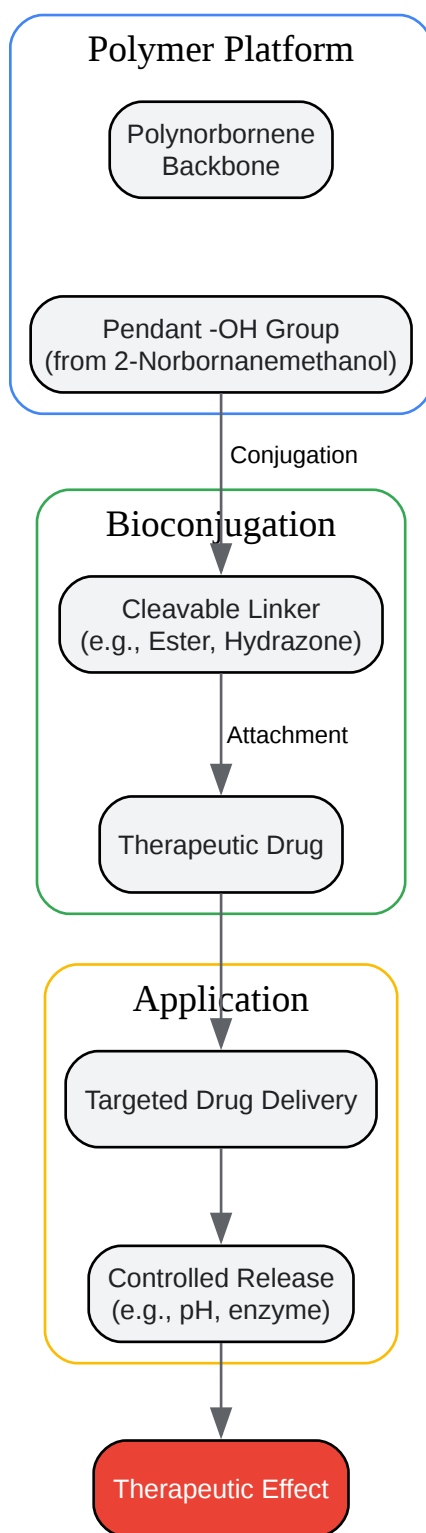 Polymer Platform
Polynorbornene
Backbone
Pendant -OH Group
(from 2-Norbornanemethanol)
Conjugation
Bioconjugation
Cleavable Linker
(e.g., Ester, Hydrazone)
Attachment
Therapeutic Drug
Application
Targeted Drug Delivery
Controlled Release
(e.g., pH, enzyme)
Therapeutic Effect